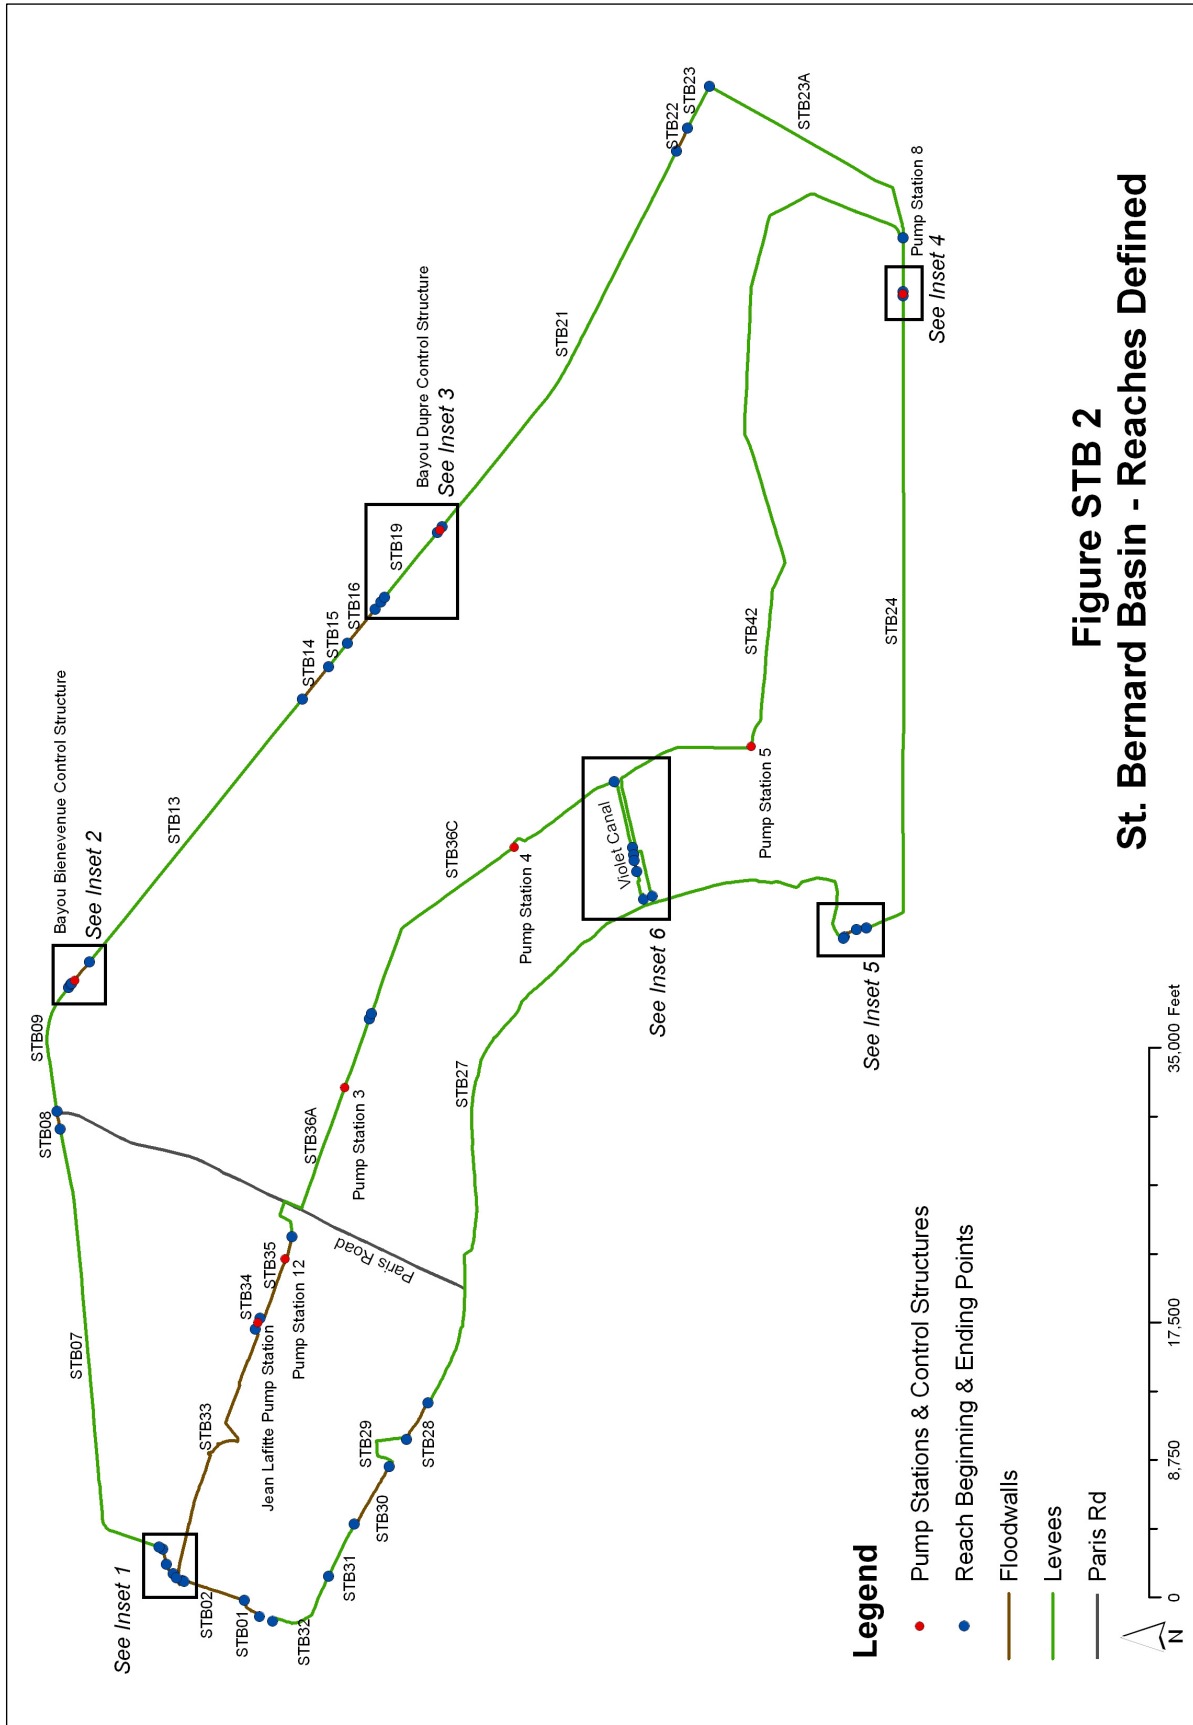 See Inset 1
STB01
STB02
STB32
STB31
STB30
STB29
STB28
STB33
Jean Lafitte Pump Station
STB34
STB35
Pump Station 12
STB07
Paris Road
STB36A
Pump Station 3
STB08
STB09
Bayou Bienevenue Control Structure
See Inset 2
STB13
STB27
STB36C
Pump Station 4
Violet Canal
See Inset 6
See Inset 5
Pump Station 5
STB14
STB15
STB16
STB19
Bayou Dupre Control Structure
See Inset 3
STB42
STB24
STB21
STB22
STB23
STB23A
Pump Station 8
See Inset 4
Legend
Pump Stations & Control Structures
Reach Beginning & Ending Points
Floodwalls
Levees
Paris Rd
N
0
8,750
17,500
35,000 Feet
Figure STB 2
St. Bernard Basin - Reaches Defined